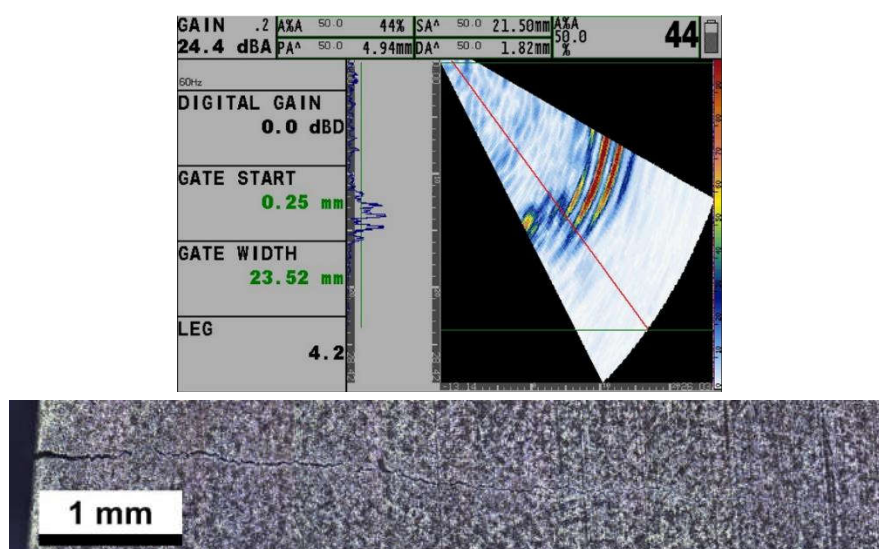 GAIN .2 A%A 50.0 44% SA^ 50.0 21.50mm A%A 50.0 % 44
24.4 dBA PA^ 50.0 4.94mm DA^ 50.0 1.82mm
60Hz
DIGITAL GAIN
0.0 dBD
GATE START
0.25 mm
GATE WIDTH
23.52 mm
LEG
4.2
1 mm